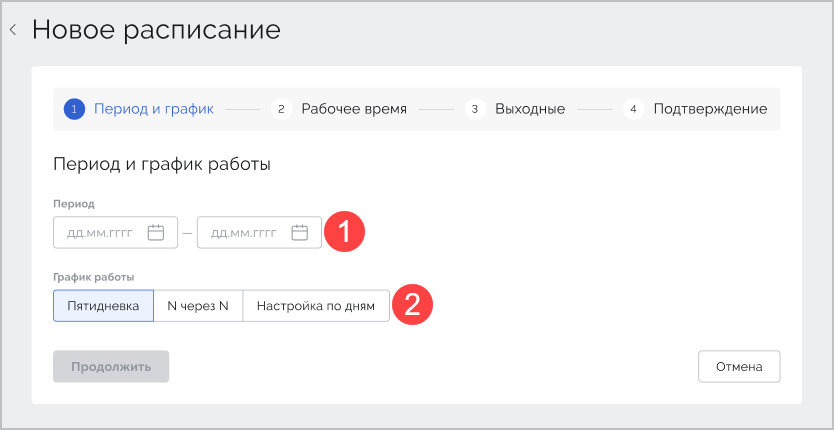 Новое расписание
1 Период и график 2 Рабочее время 3 Выходные 4 Подтверждение
Период и график работы
Период
дд.мм.гггг — дд.мм.гггг 1
График работы
Пятидневка N через N Настройка по дням 2
Продолжить Отмена